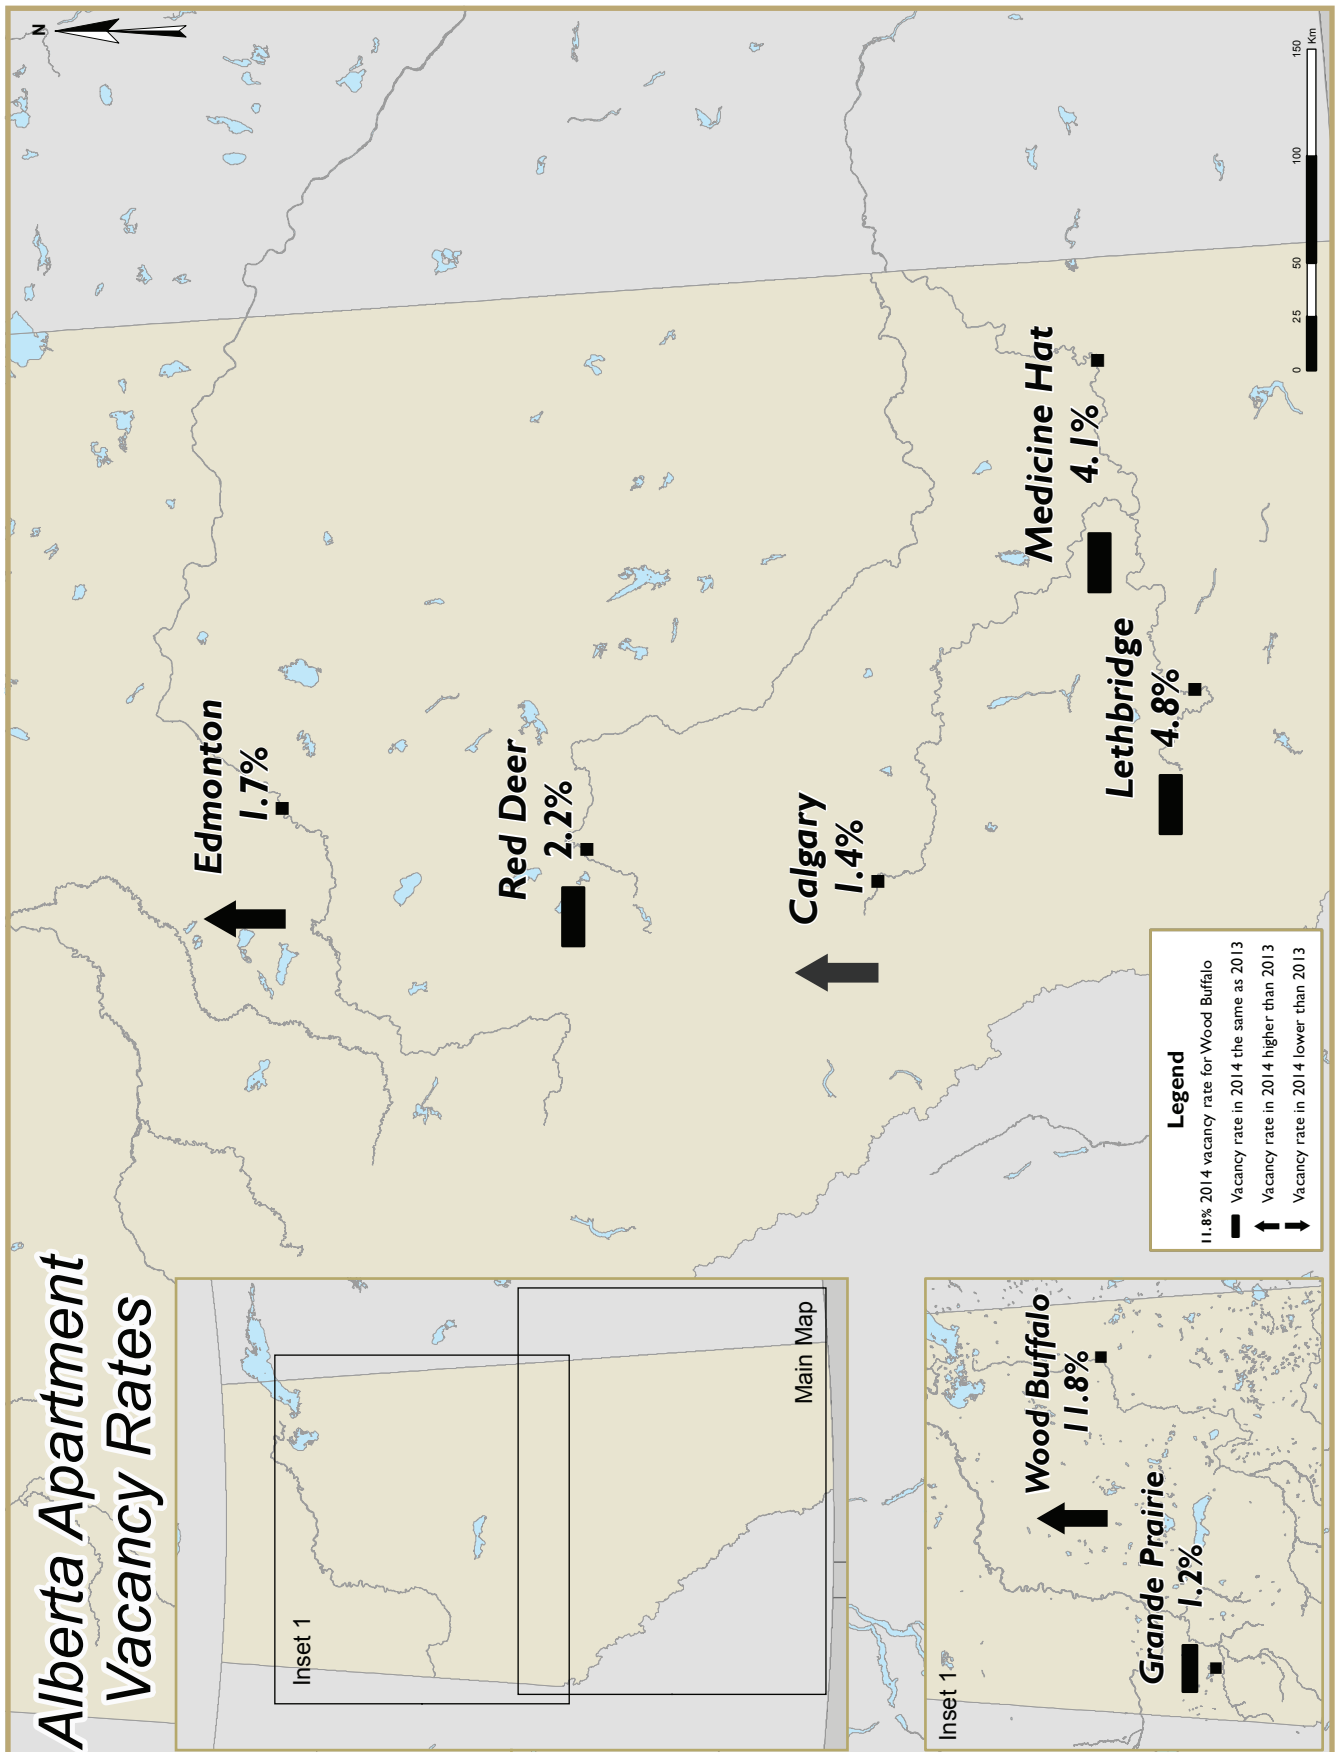 Alberta Apartment
Vacancy Rates
N
Edmonton
1.7%
Red Deer
2.2%
Calgary
1.4%
Medicine Hat
4.1%
Lethbridge
4.8%
Inset 1
Main Map
Inset 1
Wood Buffalo
11.8%
Grande Prairie
1.2%
Legend
11.8% 2014 vacancy rate for Wood Buffalo
Vacancy rate in 2014 the same as 2013
Vacancy rate in 2014 higher than 2013
Vacancy rate in 2014 lower than 2013
0 25 50 100 150
Km